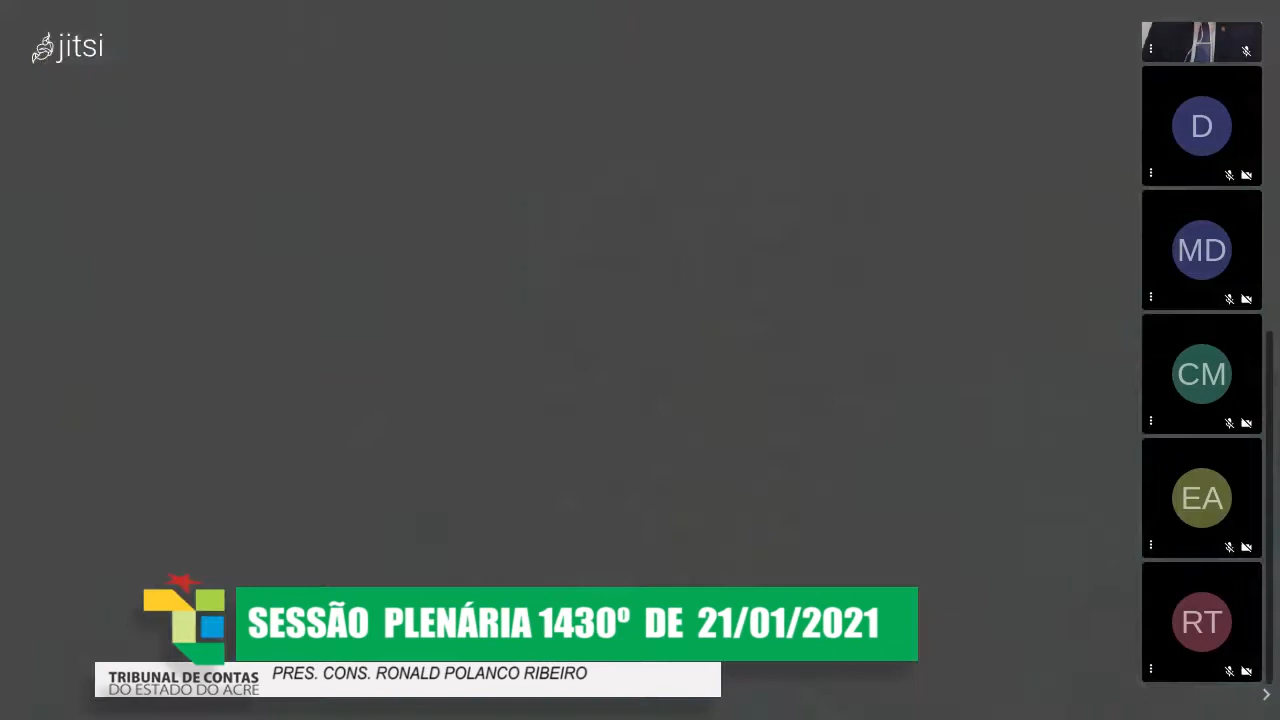 jitsi
D
MD
CM
EA
RT
SESSÃO PLENÁRIA 1430º DE 21/01/2021
PRES. CONS. RONALD POLANCO RIBEIRO
TRIBUNAL DE CONTAS
DO ESTADO DO ACRE